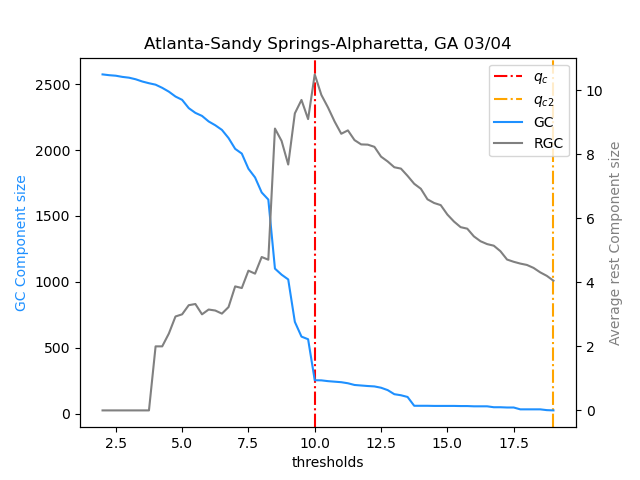 Atlanta-Sandy Springs-Alpharetta, GA 03/04
GC Component size
2500
2000
1500
1000
500
0
q_c
q_c2
GC
RGC
10
8
6
4
2
0
Average rest Component size
2.5 5.0 7.5 10.0 12.5 15.0 17.5
thresholds